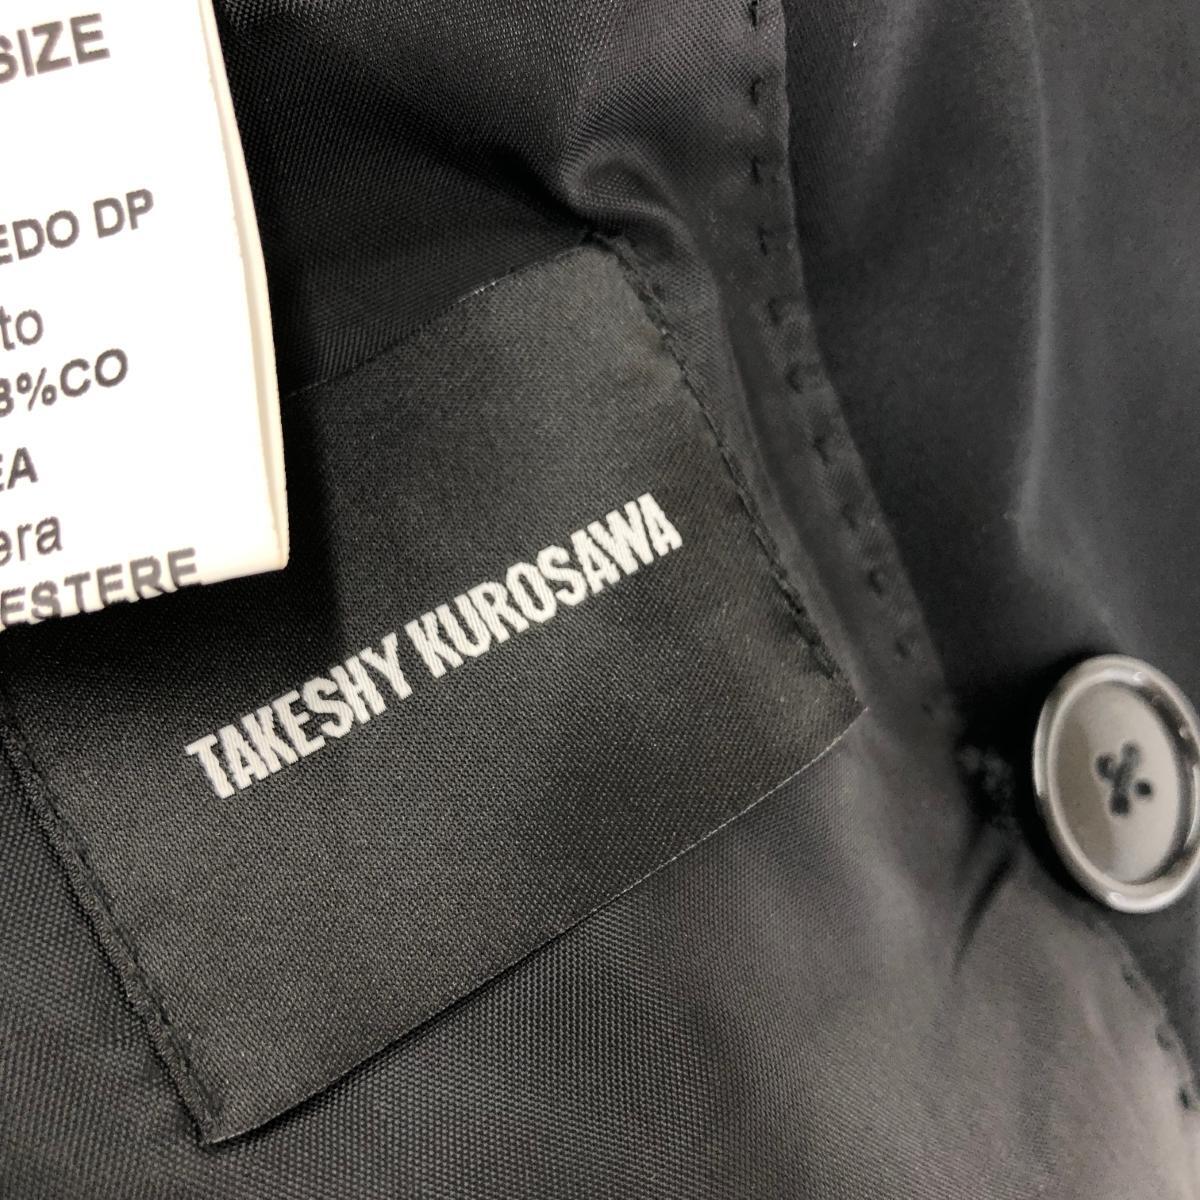 SIZE
EDO DP
to
8%CO
EA
era
ESTERE
TAKESHY KUROSAWA